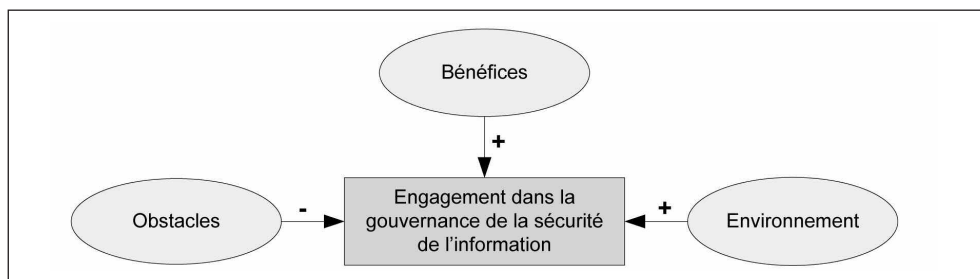 Bénéfices
+
Obstacles
-
Engagement dans la
gouvernance de la sécurité
de l'information
+
Environnement